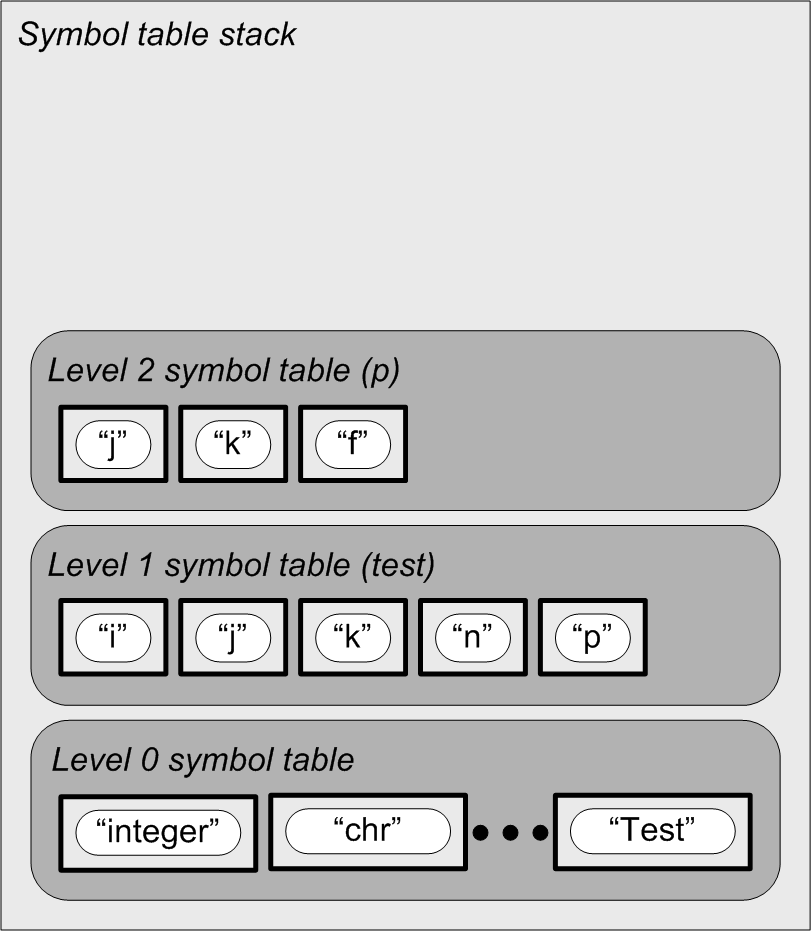 Symbol table stack
Level 2 symbol table (p)
“j” “k” “f”
Level 1 symbol table (test)
“i” “j” “k” “n” “p”
Level 0 symbol table
“integer” “chr” “Test”